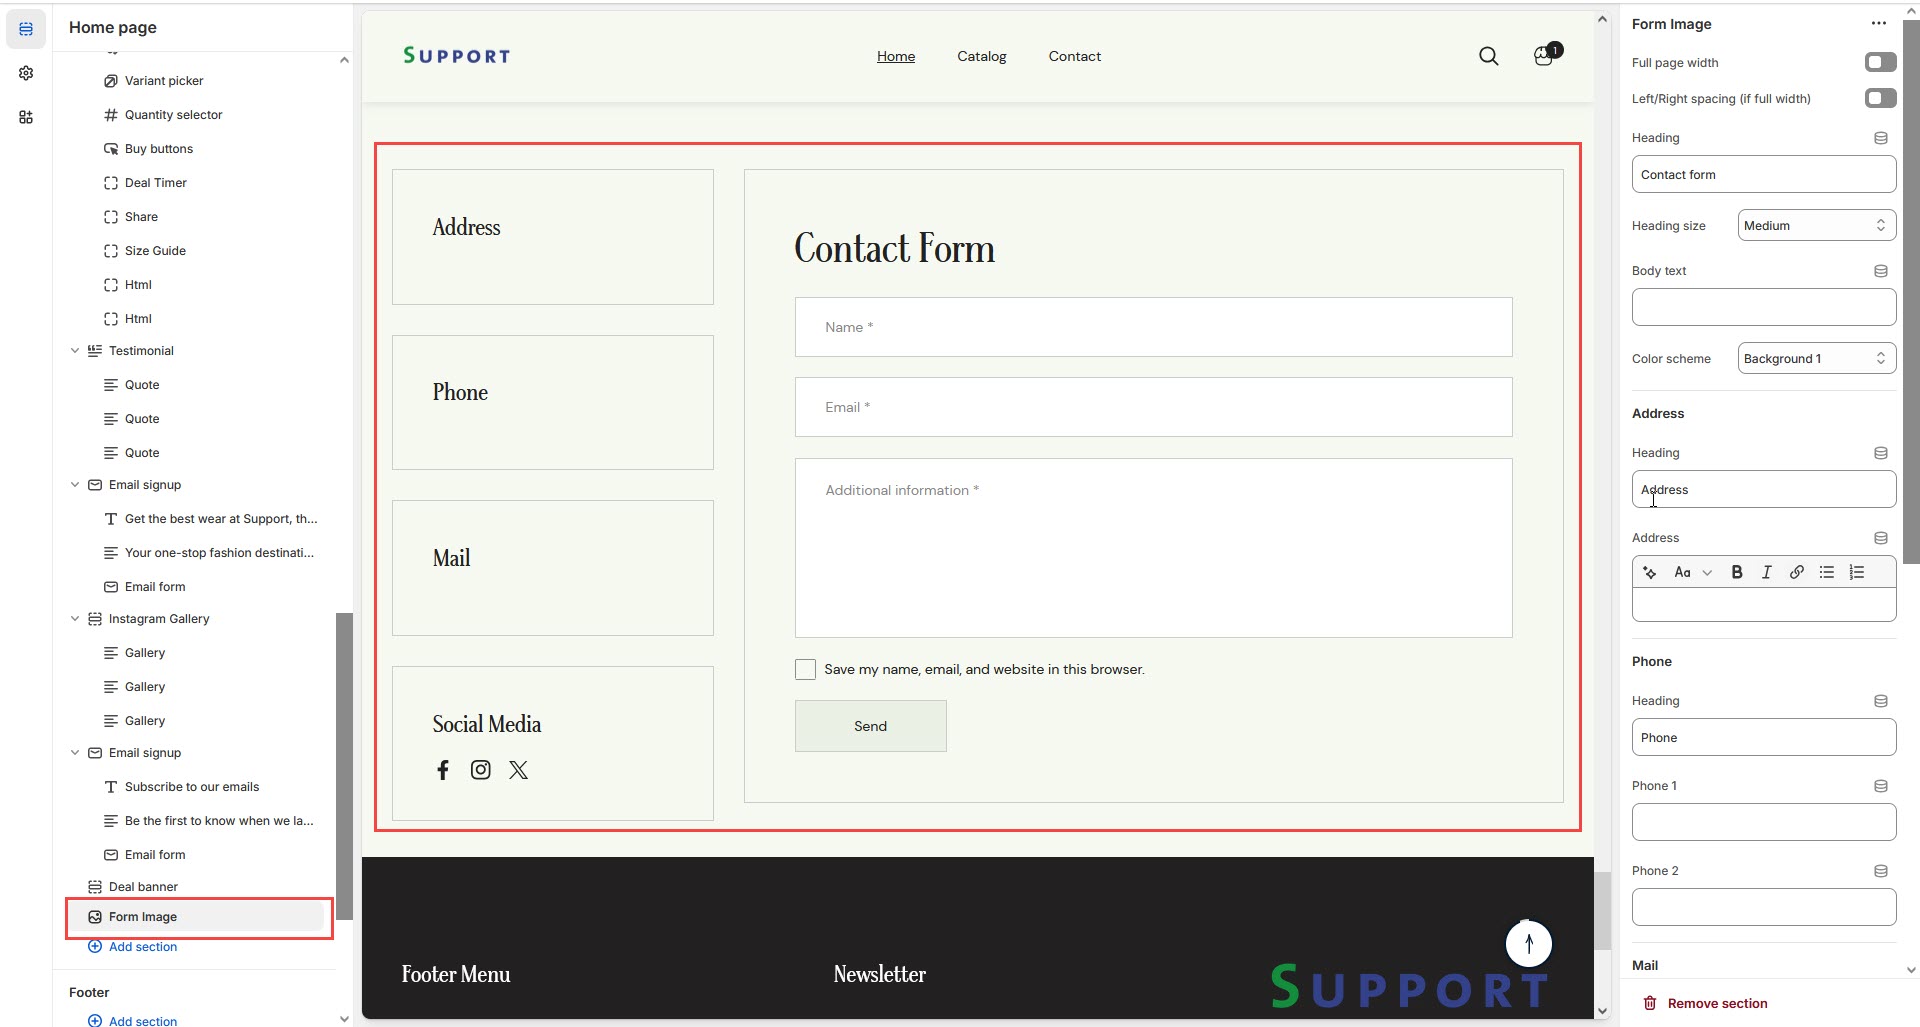 Home page
Variant picker
Quantity selector
Buy buttons
Deal Timer
Share
Size Guide
Html
Html
Testimonial
Quote
Quote
Quote
Email signup
Get the best wear at Support, th...
Your one-stop fashion destinati...
Email form
Instagram Gallery
Gallery
Gallery
Gallery
Email signup
Subscribe to our emails
Be the first to know when we la...
Email form
Deal banner
Form Image
Add section
Footer
Add section
SUPPORT
Home
Catalog
Contact
1
Address
Phone
Mail
Social Media
Contact Form
Name *
Email *
Additional information *
Save my name, email, and website in this browser.
Send
Footer Menu
Newsletter
SUPPORT
Form Image
Full page width
Left/Right spacing (if full width)
Heading
Contact form
Heading size
Medium
Body text
Color scheme
Background 1
Address
Heading
Address
Address
Aa
B I
Phone
Heading
Phone
Phone 1
Phone 2
Mail
Remove section